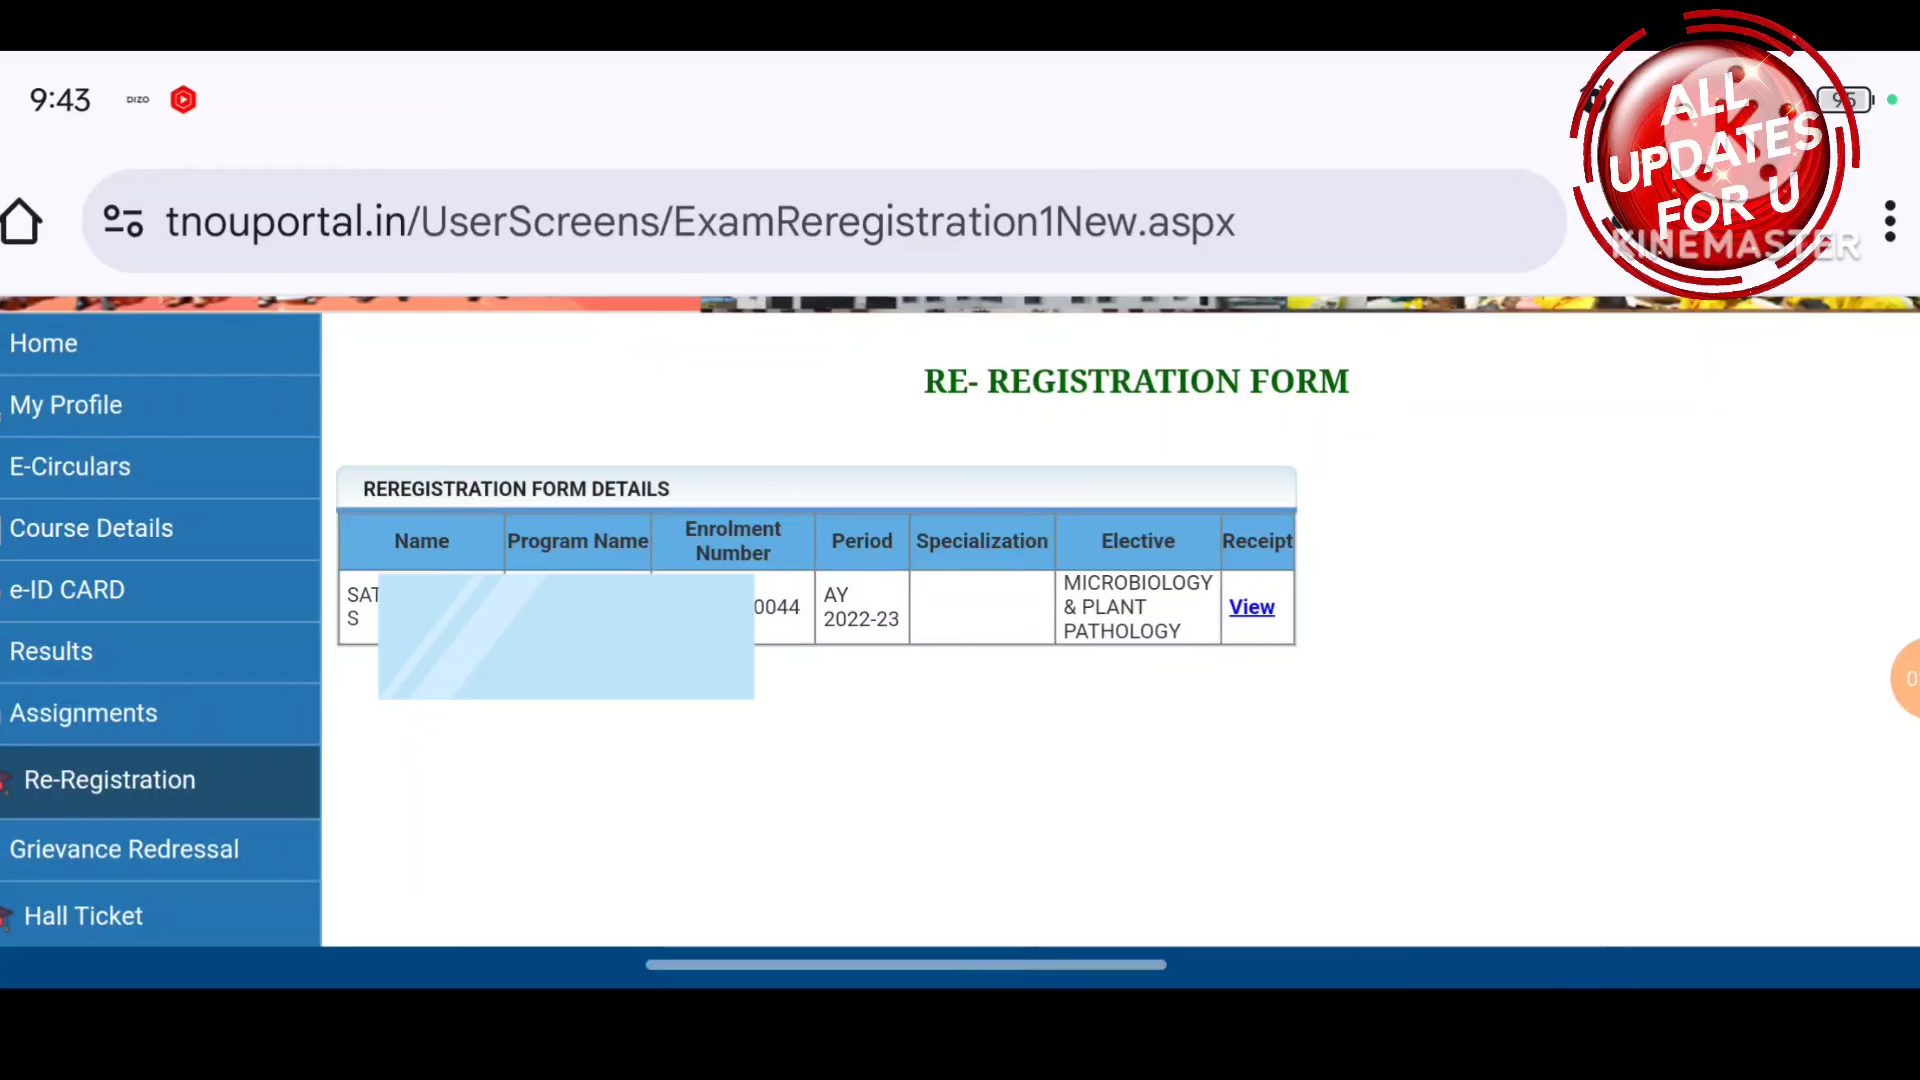 9:43
DIZO
95
ALL
UPDATES
FOR U
KINEMASTER
tnouportal.in/UserScreens/ExamReregistration1New.aspx
Home
My Profile
E-Circulars
Course Details
e-ID CARD
Results
Assignments
Re-Registration
Grievance Redressal
Hall Ticket
RE- REGISTRATION FORM
REREGISTRATION FORM DETAILS
Name
Program Name
Enrolment
Number
Period
Specialization
Elective
Receipt
SAT
S
0044
AY
2022-23
MICROBIOLOGY
& PLANT
PATHOLOGY
View